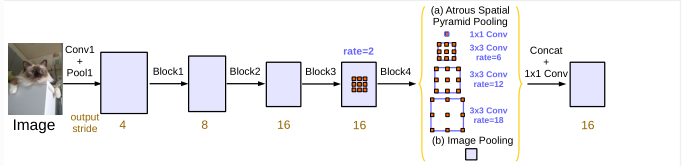 (a) Atrous Spatial
Pyramid Pooling
1x1 Conv
3x3 Conv
rate=6
3x3 Conv
rate=12
3x3 Conv
rate=18
(b) Image Pooling
Conv1
+
Pool1
Block1
Block2
Block3
rate=2
Block4
Concat
+
1x1 Conv
Image
output
stride
4
8
16
16
16